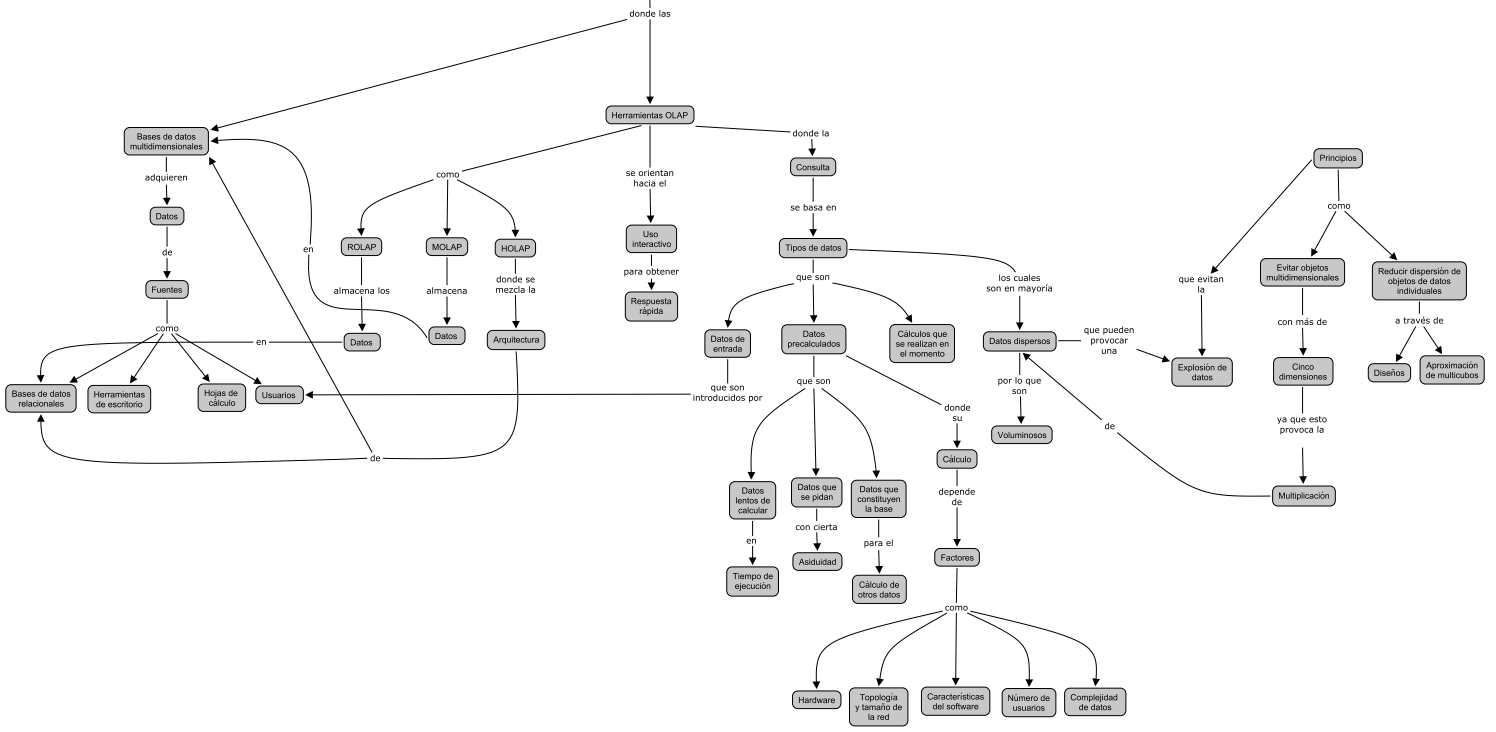 donde las
Herramientas OLAP
Bases de datos
multidimensionales
donde la
Consulta
Principios
adquieren
como
se orientan
hacia el
se basa en
como
Datos
ROLAP
MOLAP
HOLAP
Uso
interactivo
Tipos de datos
de
en
Fuentes
almacena los
almacena
donde se
mezcla la
para obtener
Respuesta
rápida
que son
los cuales
son en mayoría
que evitan
la
Evitar objetos
multidimensionales
Reducir dispersión de
objetos de datos
individuales
como
en
Datos
Datos
Arquitectura
Datos de
entrada
Datos
precalculados
Cálculos que
se realizan en
el momento
Datos dispersos
que pueden
provocar
una
con más de
a través de
Bases de datos
relacionales
Herramientas
de escritorio
Hojas de
cálculo
Usuarios
que son
introducidos por
que son
donde
su
por lo que
son
Explosión de
datos
Cinco
dimensiones
Diseños
Aproximación
de multicubos
de
Voluminosos
de
ya que esto
provoca la
Cálculo
Datos
lentos de
calcular
Datos que
se pidan
Datos que
constituyen
la base
depende
de
Multiplicación
en
con cierta
para el
Tiempo de
ejecución
Asiduidad
Cálculo de
otros datos
Factores
como
Hardware
Topología
y tamaño de
la red
Características
del software
Número de
usuarios
Complejidad
de datos